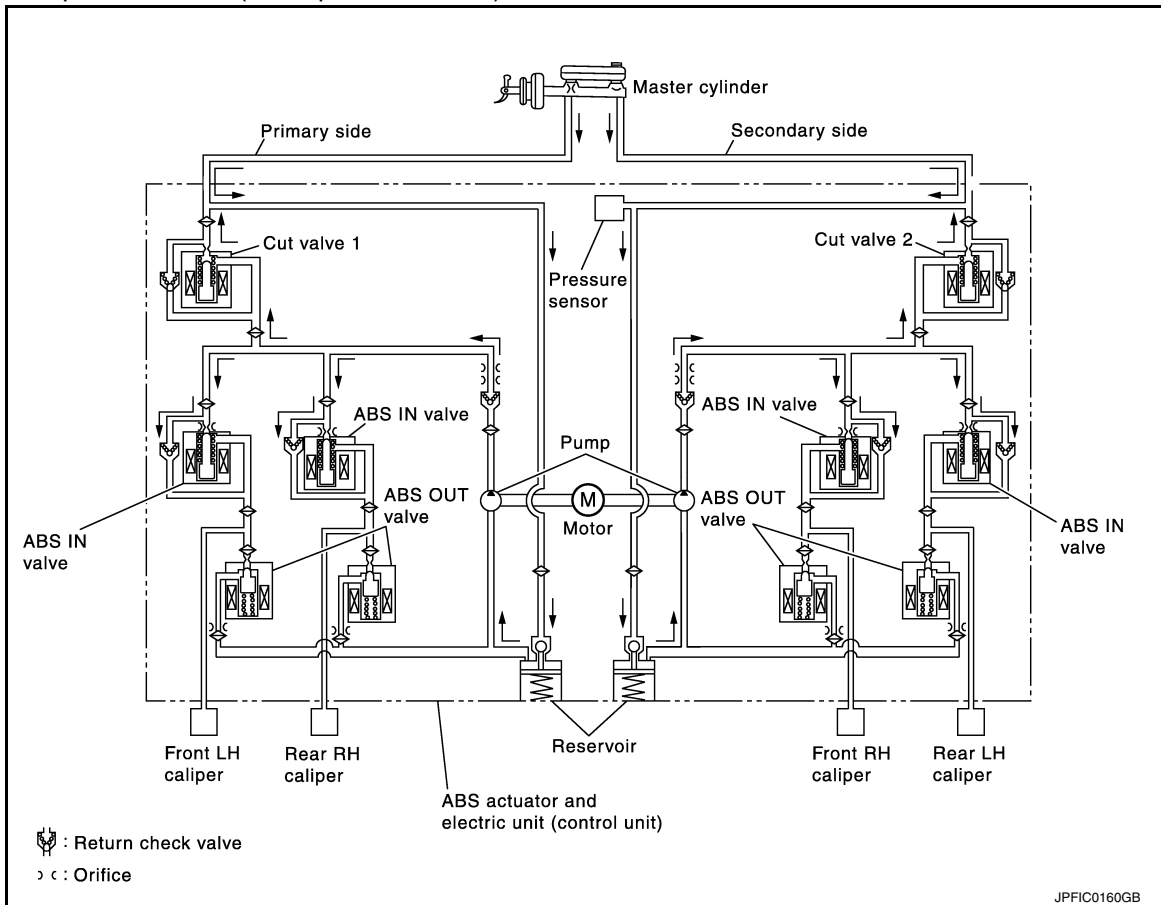 Master cylinder
Primary side
Secondary side
Cut valve 1
Pressure
sensor
Cut valve 2
ABS IN valve
ABS IN valve
Pump
ABS OUT
valve
M
Motor
ABS OUT
valve
ABS IN
valve
ABS IN
valve
Front LH
caliper
Rear RH
caliper
Reservoir
Front RH
caliper
Rear LH
caliper
ABS actuator and
electric unit (control unit)
: Return check valve
: Orifice
JPFIC0160GB